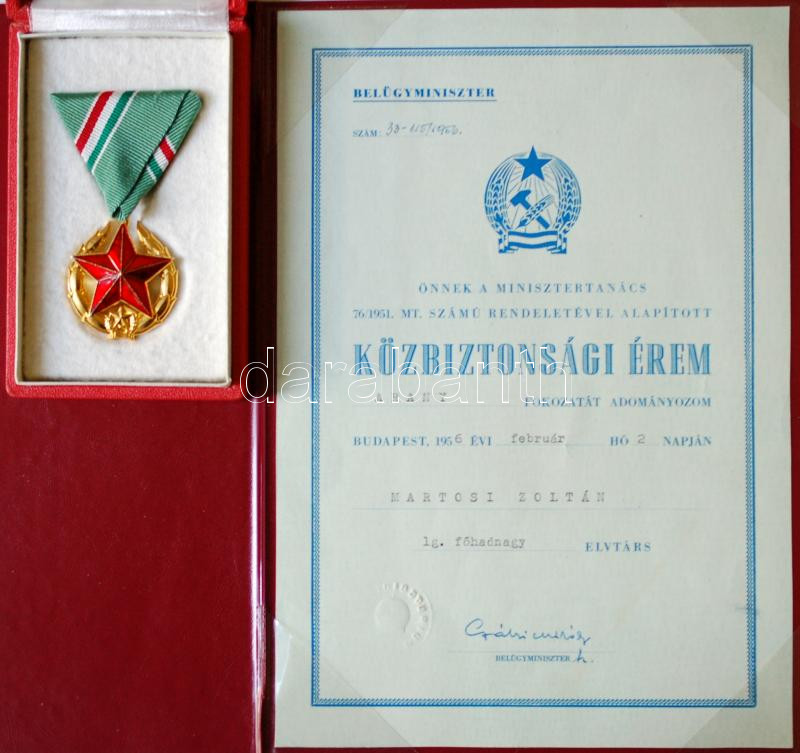 BELÜGYMINISZTER
SZÁM:
ÖNNEK A MINISZTERTANÁCS
76/1951. MT. SZÁMÚ RENDELETÉVEL ALAPÍTOTT
KÖZBIZTONSÁGI ÉREM
darabanth
ARANY FOKOZATÁT ADOMÁNYOZOM
BUDAPEST, 1956 ÉVI február HÓ 2 NAPJÁN
MARTOSI ZOLTÁN
lg. főhadnagy ELVTÁRS
BELÜGYMINISZTER h.